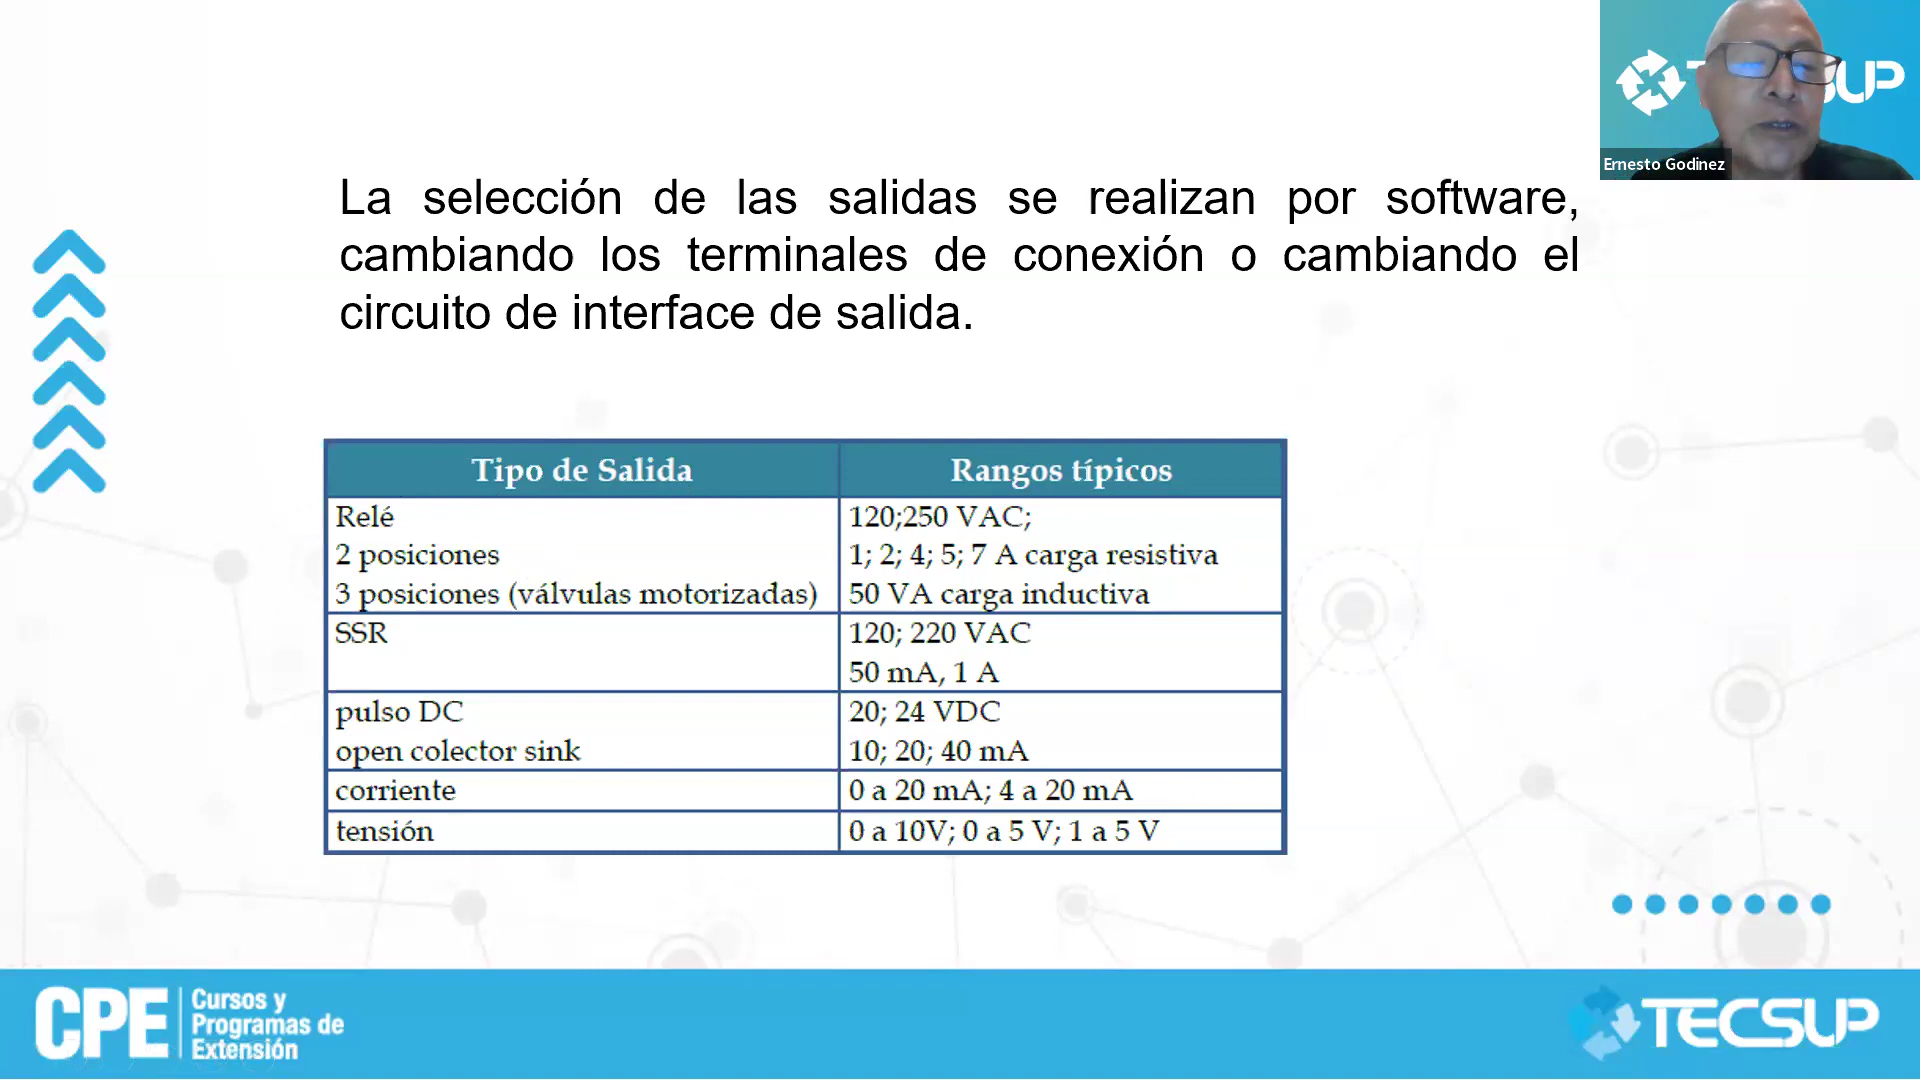 La selección de las salidas se realizan por software,
cambiando los terminales de conexión o cambiando el
circuito de interface de salida.
Ernesto Godinez
Tipo de Salida
Rangos típicos
Relé
2 posiciones
3 posiciones (válvulas motorizadas)
120;250 VAC;
1; 2; 4; 5; 7 A carga resistiva
50 VA carga inductiva
SSR
120; 220 VAC
50 mA, 1 A
pulso DC
open colector sink
20; 24 VDC
10; 20; 40 mA
corriente
0 a 20 mA; 4 a 20 mA
tensión
0 a 10V; 0 a 5 V; 1 a 5 V
CPE
Cursos y
Programas de
Extensión
TECSUP